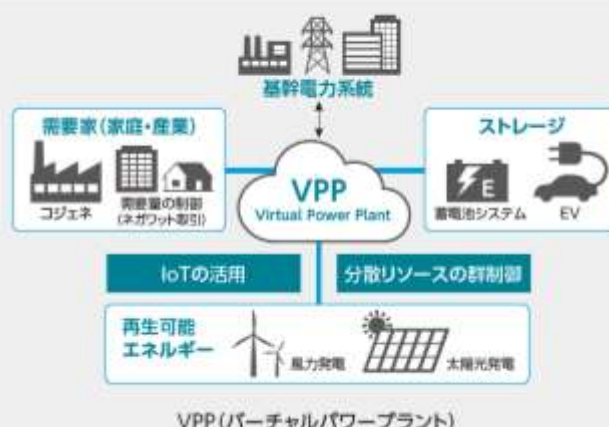 基幹電力系統
需要家(家庭・産業)
コジェネ
需要量の制御
(ネガワット取引)
VPP
Virtual Power Plant
ストレージ
E
蓄電池システム
EV
IoTの活用
分散リソースの群制御
再生可能
エネルギー
風力発電
太陽光発電
VPP(バーチャルパワープラント)